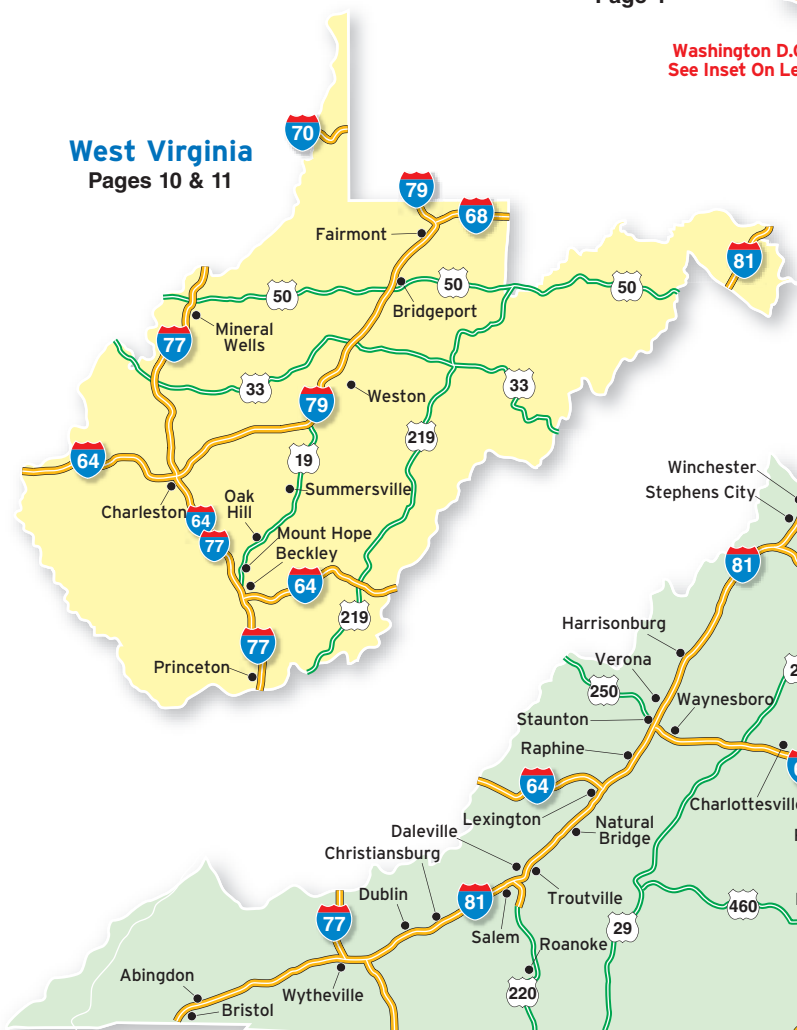 Washington D.
See Inset On Le
West Virginia
Pages 10 & 11
70
79
68
Fairmont
81
50
50
50
Bridgeport
Mineral
Wells
77
33
33
Weston
79
219
64
19
Summersville
Charleston
Oak
Hill
64
77
Mount Hope
Beckley
64
219
77
Princeton
Winchester
Stephens City
81
Harrisonburg
Verona
250
Waynesboro
Staunton
Raphine
64
Lexington
Charlottesville
Natural
Bridge
Daleville
Christiansburg
Troutville
Dublin
81
77
460
29
Salem
Roanoke
220
Abingdon
Bristol
Wytheville